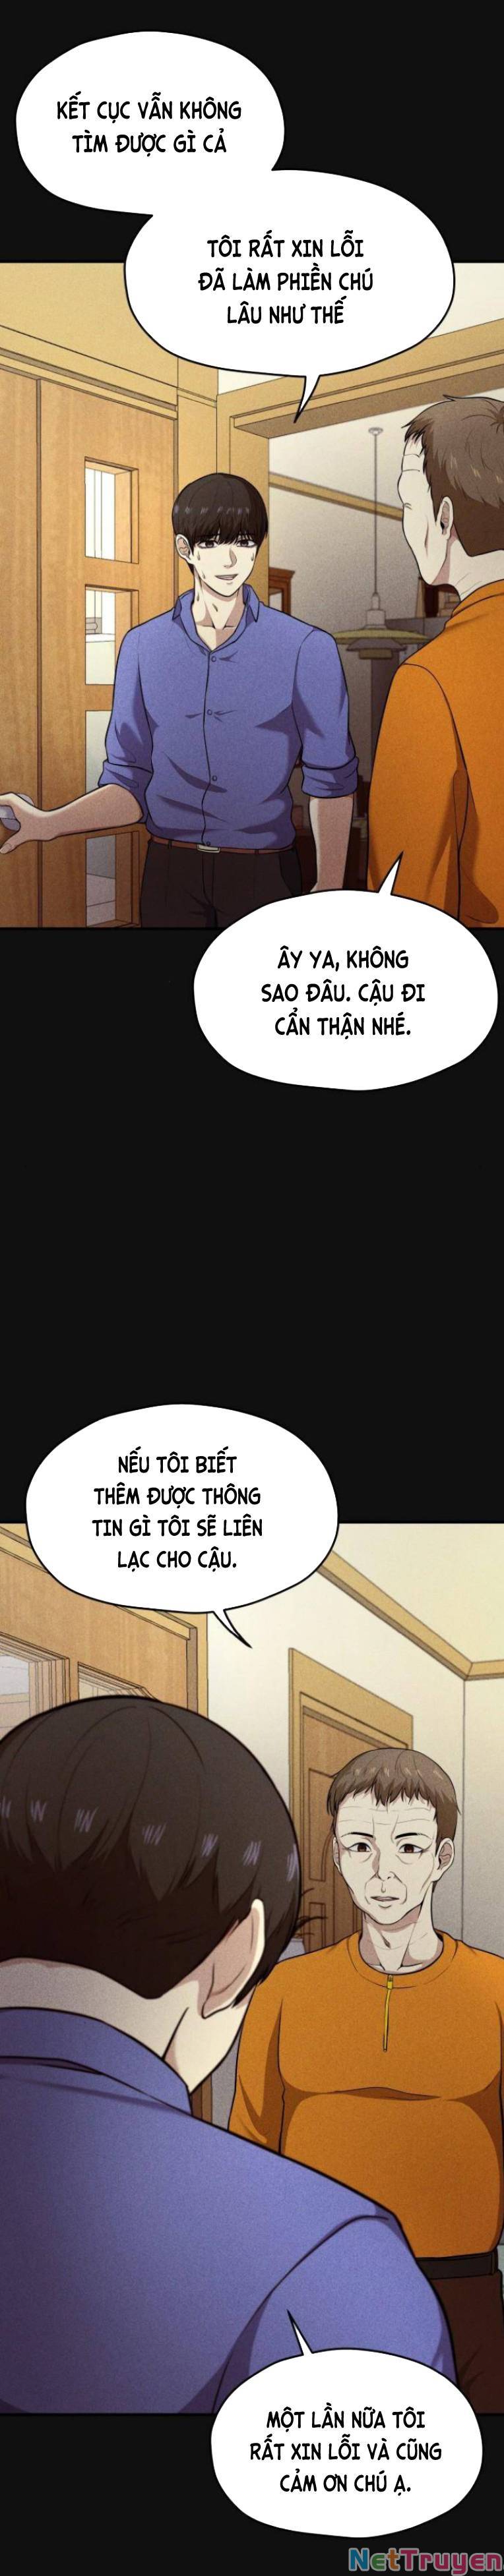 KẾT CỤC VẪN KHÔNG
TÌM ĐƯỢC GÌ CẢ
TÔI RẤT XIN LỖI
ĐÃ LÀM PHIỀN CHÚ
LÂU NHƯ THẾ
ÂY YA, KHÔNG
SAO ĐÂU. CẬU ĐI
CẨN THẬN NHÉ.
NẾU TÔI BIẾT
THÊM ĐƯỢC THÔNG
TIN GÌ TÔI SẼ LIÊN
LẠC CHO CẬU.
MỘT LẦN NỮA TÔI
RẤT XIN LỖI VÀ CŨNG
CẢM ƠN CHÚ Ạ.
NetTruyen